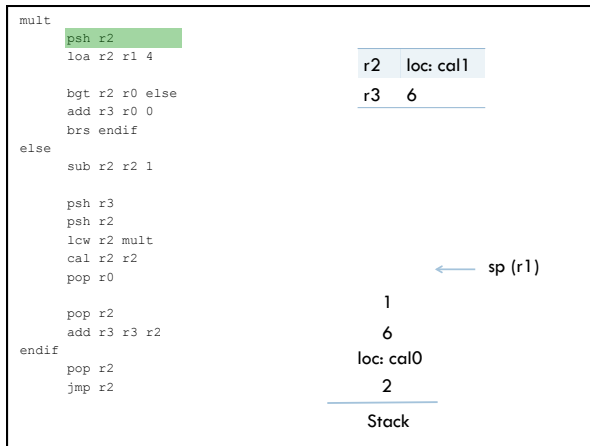 mult
psh r2
loa r2 r1 4
bgt r2 r0 else
add r3 r0 0
brs endif
else
sub r2 r2 1
psh r3
psh r2
lcw r2 mult
cal r2 r2
pop r0
pop r2
add r3 r3 r2
endif
pop r2
jmp r2
r2 loc: cal1
r3 6
sp (r1)
1
6
loc: cal0
2
Stack